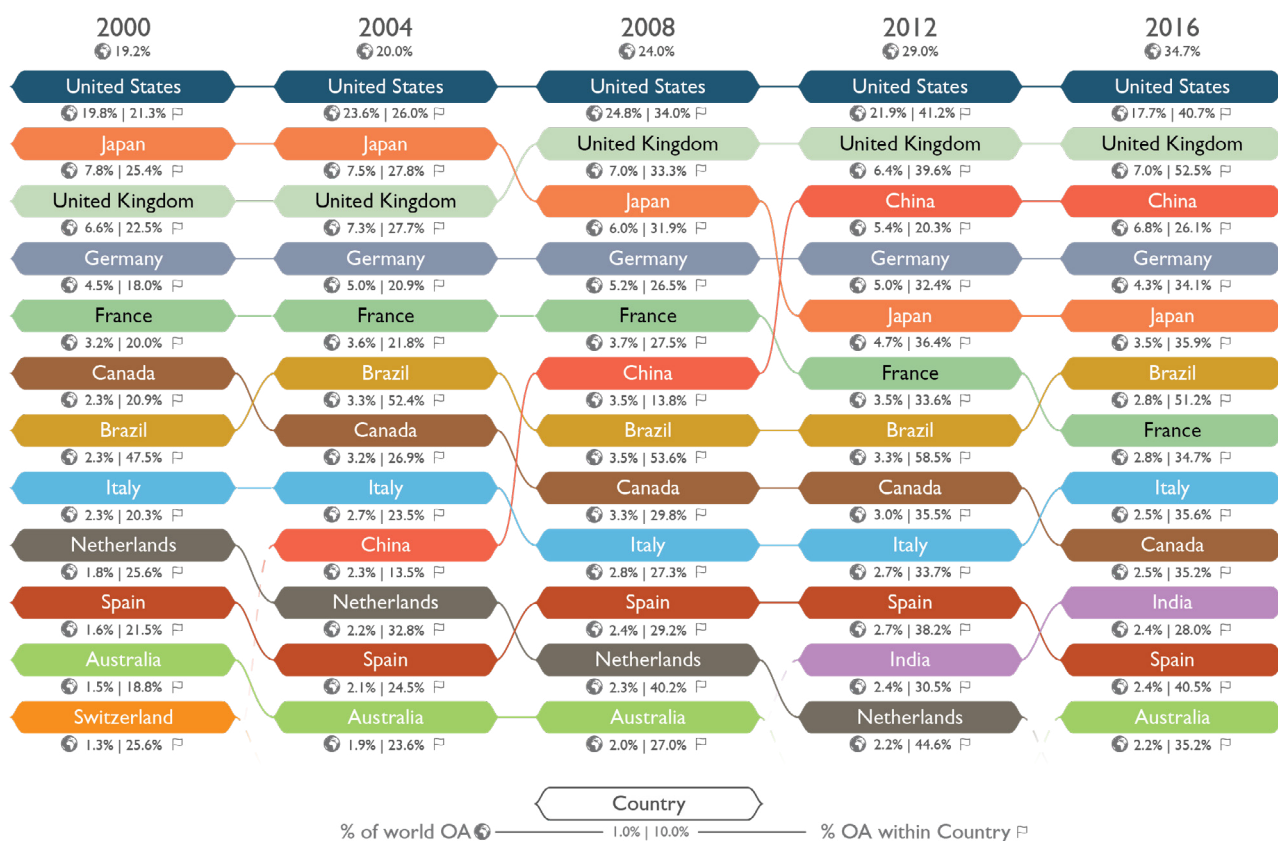 2000 2004 2008 2012 2016
19.2% 20.0% 24.0% 29.0% 34.7%
United States United States United States United States United States
19.8% | 21.3% 23.6% | 26.0% 24.8% | 34.0% 21.9% | 41.2% 17.7% | 40.7%
Japan Japan United Kingdom United Kingdom United Kingdom
7.8% | 25.4% 7.5% | 27.8% 7.0% | 33.3% 6.4% | 39.6% 7.0% | 52.5%
United Kingdom United Kingdom Japan China China
6.6% | 22.5% 7.3% | 27.7% 6.0% | 31.9% 5.4% | 20.3% 6.8% | 26.1%
Germany Germany Germany Germany Germany
4.5% | 18.0% 5.0% | 20.9% 5.2% | 26.5% 5.0% | 32.4% 4.3% | 34.1%
France France France Japan Japan
3.2% | 20.0% 3.6% | 21.8% 3.7% | 27.5% 4.7% | 36.4% 3.5% | 35.9%
Canada Brazil China France Brazil
2.3% | 20.9% 3.3% | 52.4% 3.5% | 13.8% 3.5% | 33.6% 2.8% | 51.2%
Brazil Canada Brazil Brazil France
2.3% | 47.5% 3.2% | 26.9% 3.5% | 53.6% 3.3% | 58.5% 2.8% | 34.7%
Italy Italy Canada Canada Italy
2.3% | 20.3% 2.7% | 23.5% 3.3% | 29.8% 3.0% | 35.5% 2.5% | 35.6%
Netherlands China Italy Italy Canada
1.8% | 25.6% 2.3% | 13.5% 2.8% | 27.3% 2.7% | 33.7% 2.5% | 35.2%
Spain Netherlands Spain Spain India
1.6% | 21.5% 2.2% | 32.8% 2.4% | 29.2% 2.7% | 38.2% 2.4% | 28.0%
Australia Spain Netherlands India Spain
1.5% | 18.8% 2.1% | 24.5% 2.3% | 40.2% 2.4% | 30.5% 2.4% | 40.5%
Switzerland Australia Australia Netherlands Australia
1.3% | 25.6% 1.9% | 23.6% 2.0% | 27.0% 2.2% | 44.6% 2.2% | 35.2%
Country
% of world OA 1.0% | 10.0% % OA within Country